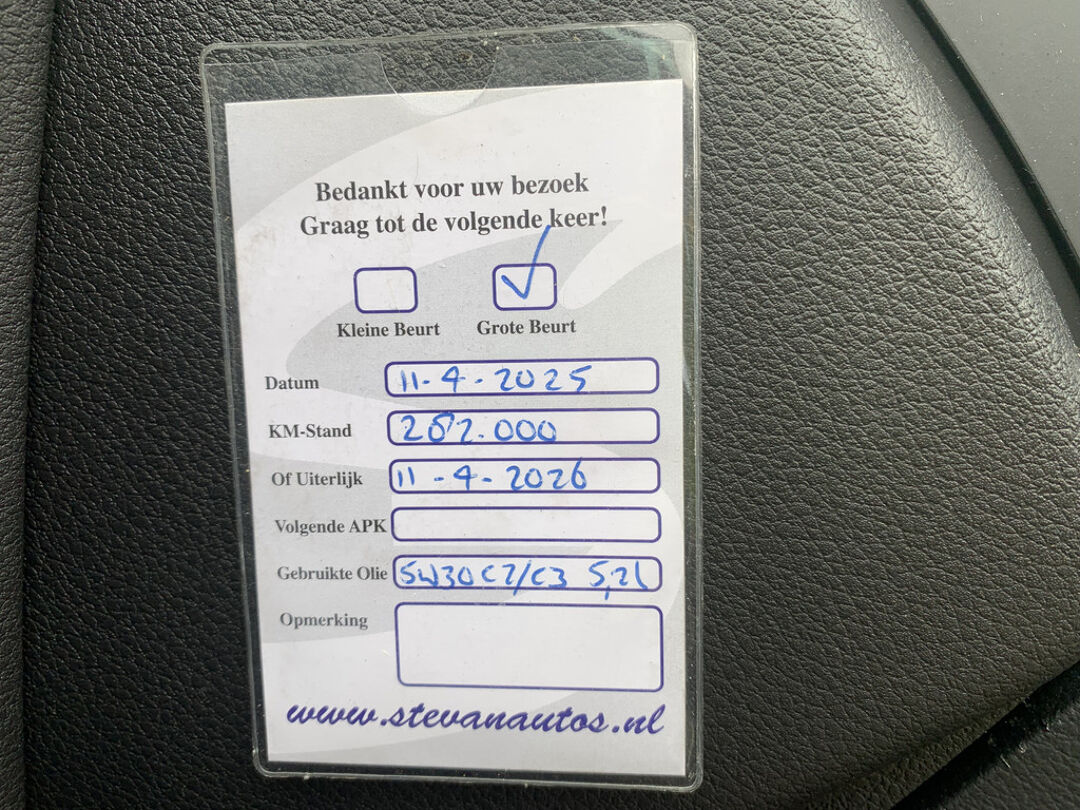 Bedankt voor uw bezoek
Graag tot de volgende keer!
Kleine Beurt Grote Beurt
Datum 11-4-2025
KM-Stand 282.000
Of Uiterlijk 11-4-2026
Volgende APK
Gebruikte Olie 5W30 C2/C3 5,2l
Opmerking
www.stevanautos.nl